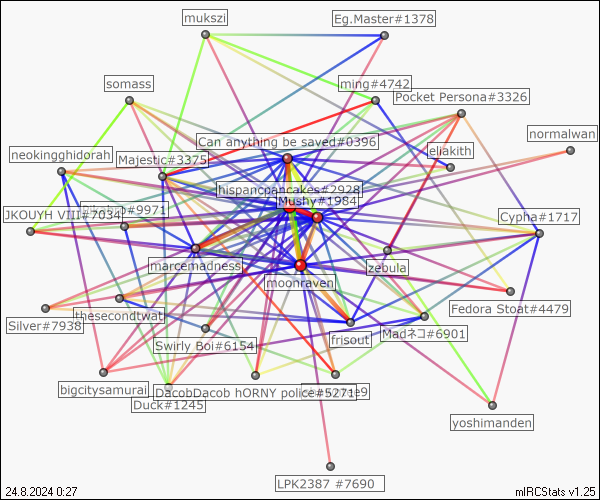 mukszi
Eg.Master#1378
ming#4742
somass
Pocket Persona#3326
normalwan
Can anything be saved#0396
eliakith
neokingghidorah
Majestic#3375
hispancpancakes#2928
Mushy#1984
JKOUYH VIII#7034
#9971
Cypha#1717
marcemadness
zebula
moonraven
Fedora Stoat#4479
thesecondtwat
Silver#7938
Swirly Boi#6154
frisout
Madネコ#6901
bigcitysamurai
DacobDacob hORNY police#5271
Duck#1245
yoshimanden
LPK2387 #7690
24.8.2024 0:27
mIRCStats v1.25